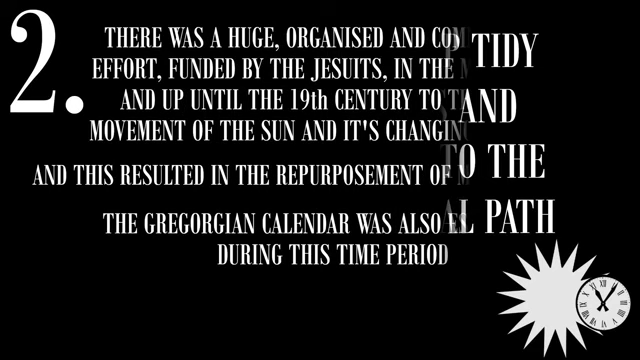 2.
THERE WAS A HUGE, ORGANISED AND
EFFORT, FUNDED BY THE JESUITS, IN THE
AND UP UNTIL THE 19th CENTURY TO
MOVEMENT OF THE SUN AND IT'S
AND THIS RESULTED IN THE REPURPOSEMENT OF
THE GREGORGIAN CALENDAR WAS ALSO
DURING THIS TIME PERIOD
TIDY
AND
TO THE
PATH